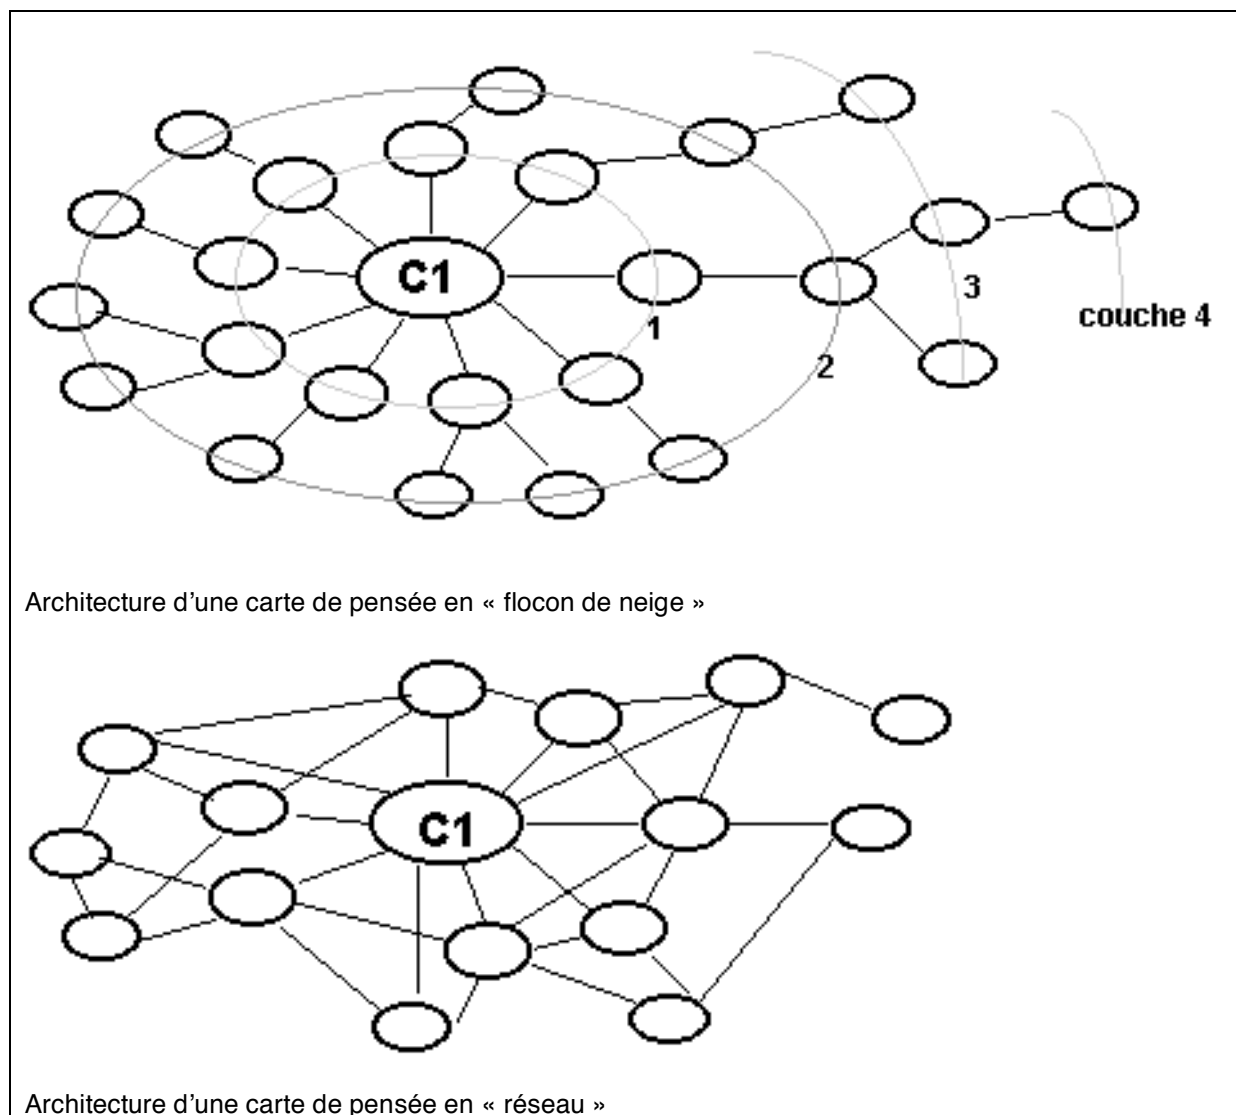 C1
1
2
3
couche 4
Architecture d'une carte de pensée en « flocon de neige »
C1
Architecture d'une carte de pensée en « réseau »